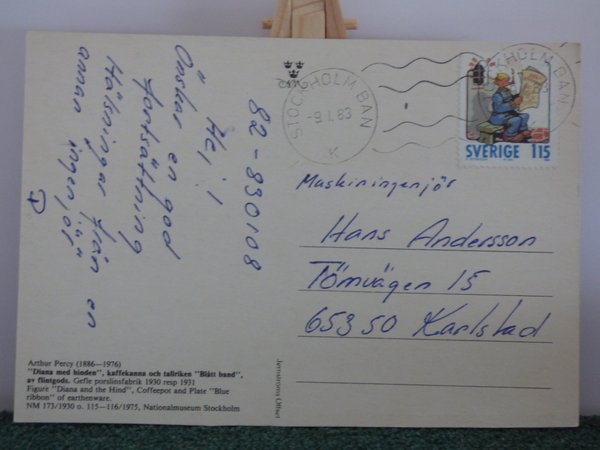 82-830108
Hej!
Önskar en god
fortsättning
Hälsningar från en
annan ingenjör
STOCKHOLM BAN
-9.1.83
K
STOCKHOLM BAN
SVERIGE 115
Maskiningenjör
Hans Andersson
Tömvägen 15
653 50 Karlstad
Arthur Percy (1886—1976)
"Diana med hinden", kaffekanna och tallriken "Blått band",
av flintgods. Gefle porslinsfabrik 1930 resp 1931
Figure "Diana and the Hind", Coffeepot and Plate "Blue
ribbon" of earthenware.
NM 173/1930 o. 115—116/1975, Nationalmuseum Stockholm